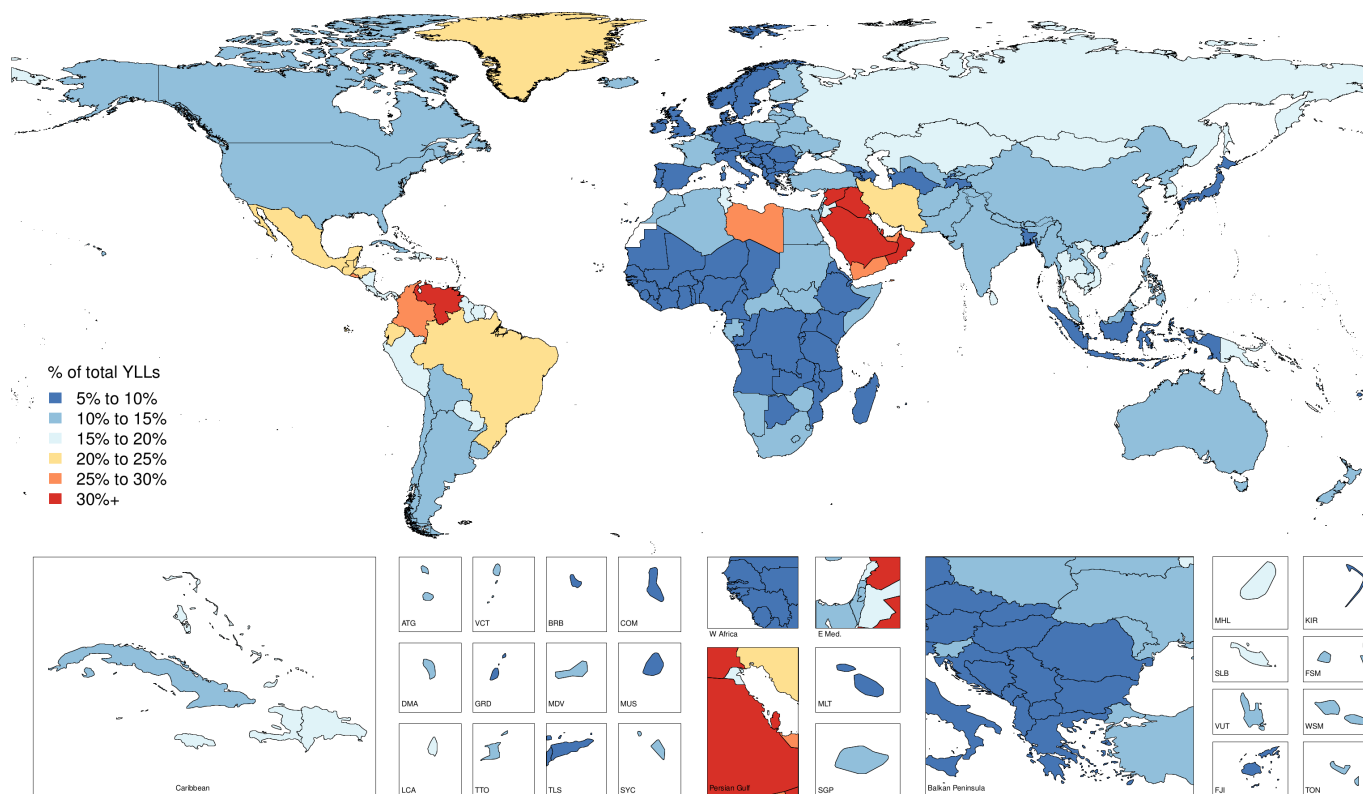 % of total YLLs
5% to 10%
10% to 15%
15% to 20%
20% to 25%
25% to 30%
30%+
Caribbean
ATG
VCT
BRB
COM
DMA
GRD
MDV
MUS
LCA
TTO
TLS
SYC
W Africa
E Med.
Persian Gulf
MLT
SGP
Balkan Peninsula
MHL
KIR
SLB
FSM
VUT
WSM
FJI
TON